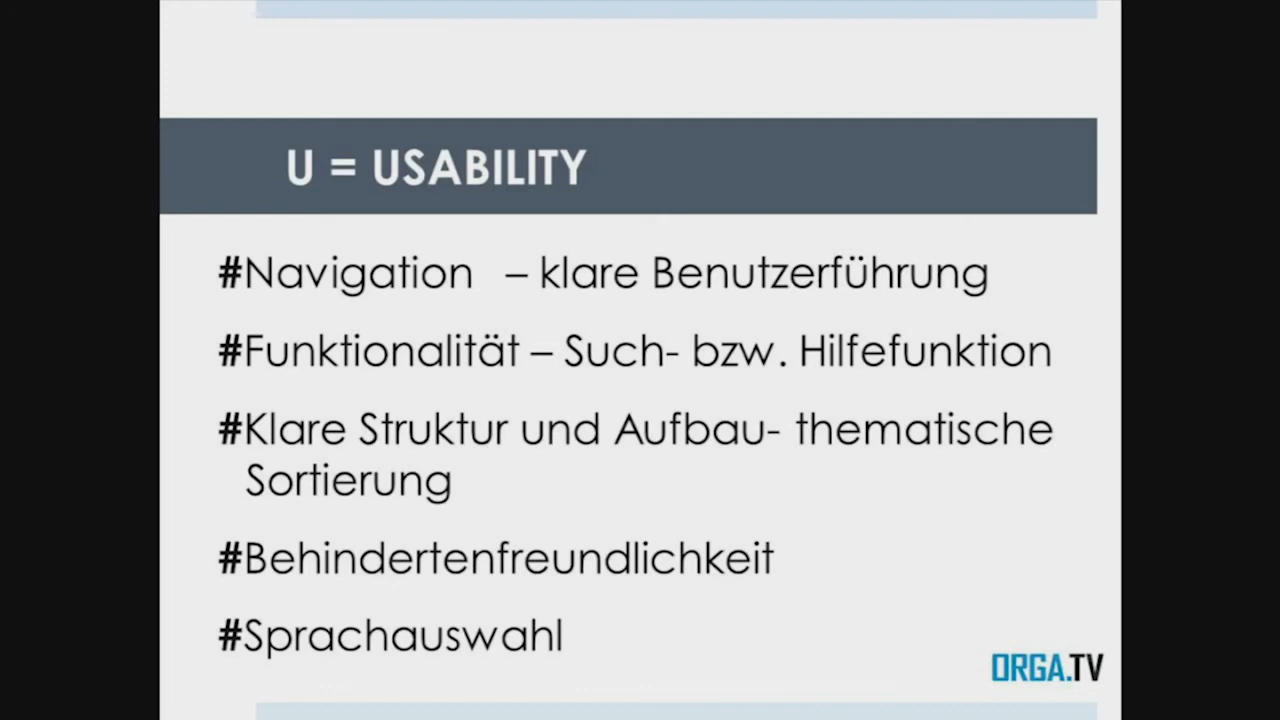 U = USABILITY
#Navigation – klare Benutzerführung
#Funktionalität – Such- bzw. Hilfefunktion
#Klare Struktur und Aufbau- thematische
Sortierung
#Behindertenfreundlichkeit
#Sprachauswahl
ORGA.TV